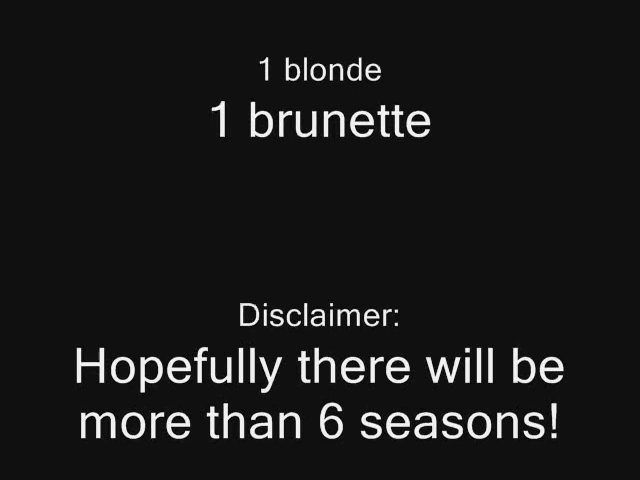 1 blonde
1 brunette
Disclaimer:
Hopefully there will be
more than 6 seasons!